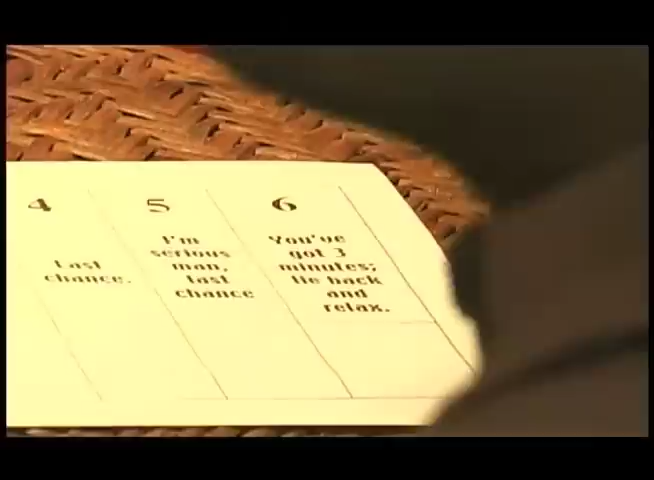 4 5 6
Last
chance.
I'm
serious
man,
last
chance
You've
got 3
minutes;
lie back
and
relax.